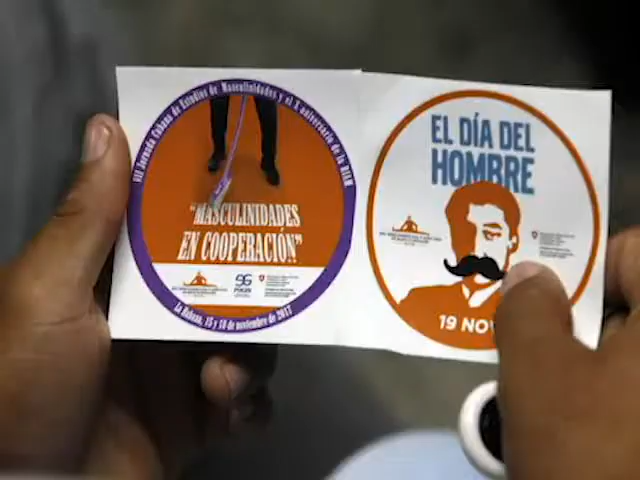 VII Jornada Cubana de Estudios de Masculinidades y el X aniversario de la RIAM
"MASCULINIDADES
EN COOPERACIÓN"
La Habana, 15 y 18 de noviembre de 2017
EL DÍA DEL
HOMBRE
19 NOV